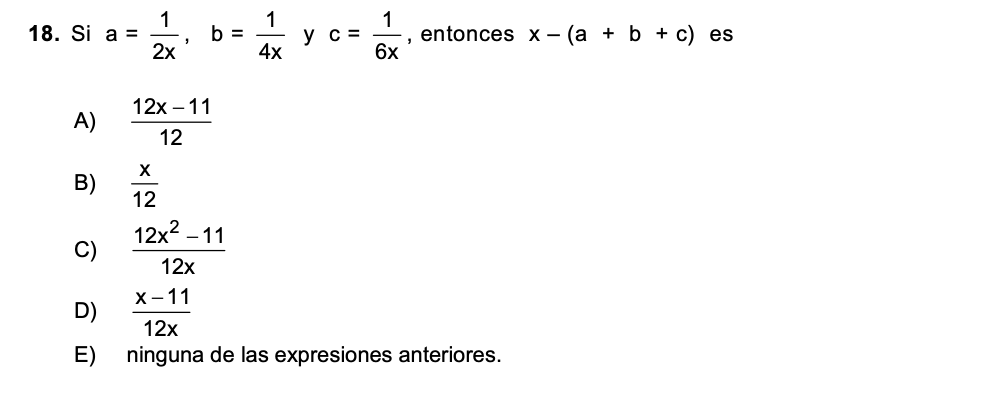 18. Si a = 1/2x, b = 1/4x y c = 1/6x, entonces x – (a + b + c) es
A) 12x – 11 / 12
B) x / 12
C) 12x² – 11 / 12x
D) x – 11 / 12x
E) ninguna de las expresiones anteriores.